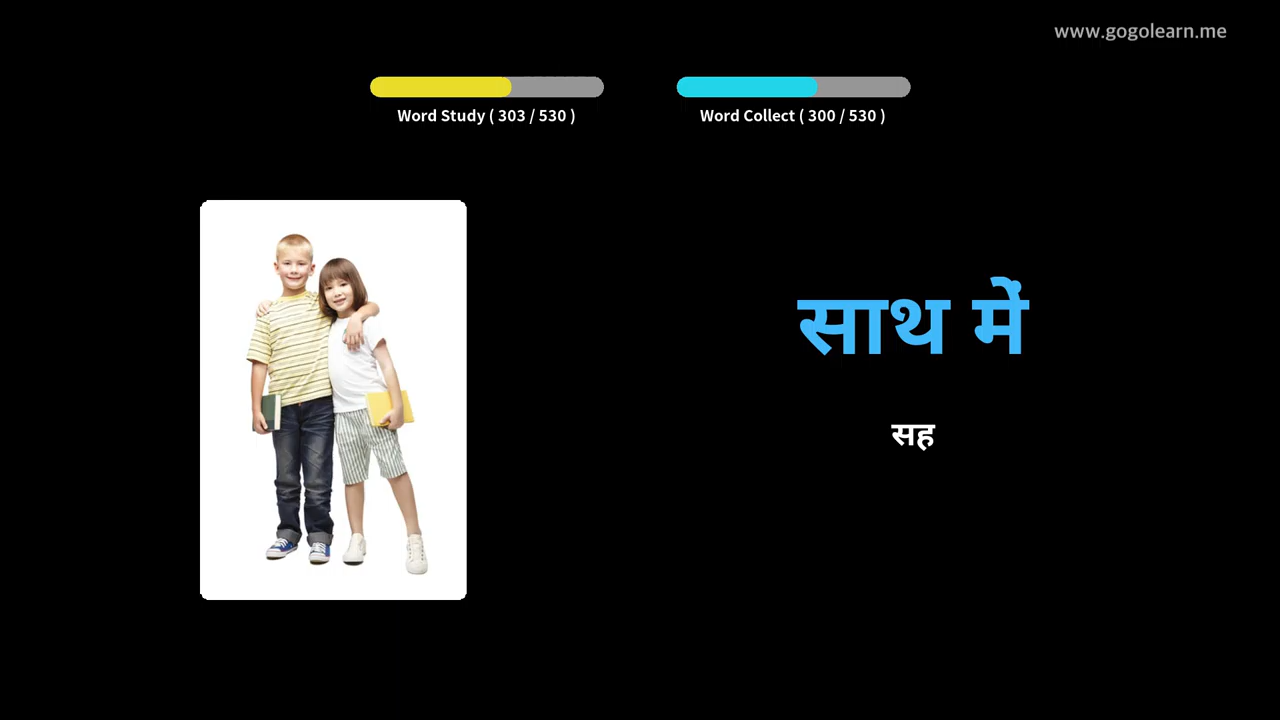 www.gogolearn.me
Word Study ( 303 / 530 )
Word Collect ( 300 / 530 )
साथ में
सह